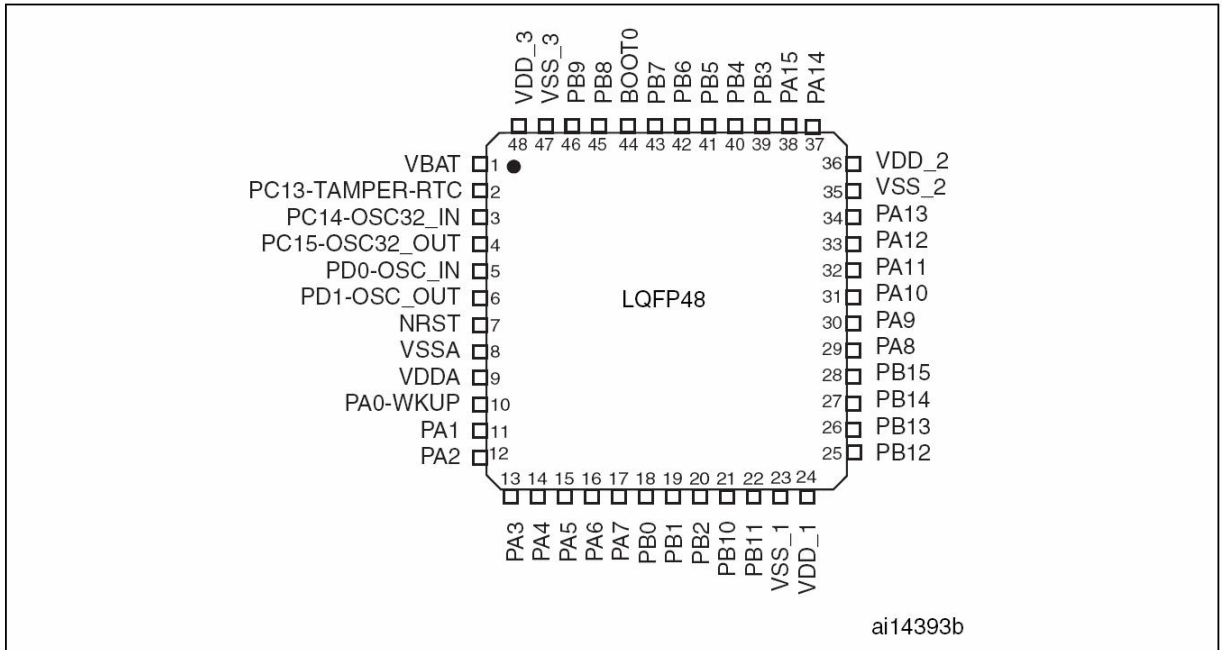 VDD_3
VSS_3
PB9
PB8
BOOT0
PB7
PB6
PB5
PB4
PB3
PA15
PA14
48 47 46 45 44 43 42 41 40 39 38 37
VBAT 1
PC13-TAMPER-RTC 2
PC14-OSC32_IN 3
PC15-OSC32_OUT 4
PD0-OSC_IN 5
PD1-OSC_OUT 6
NRST 7
VSSA 8
VDDA 9
PA0-WKUP 10
PA1 11
PA2 12
LQFP48
36 VDD_2
35 VSS_2
34 PA13
33 PA12
32 PA11
31 PA10
30 PA9
29 PA8
28 PB15
27 PB14
26 PB13
25 PB12
13 14 15 16 17 18 19 20 21 22 23 24
PA3
PA4
PA5
PA6
PA7
PB0
PB1
PB2
PB10
PB11
VSS_1
VDD_1
ai14393b